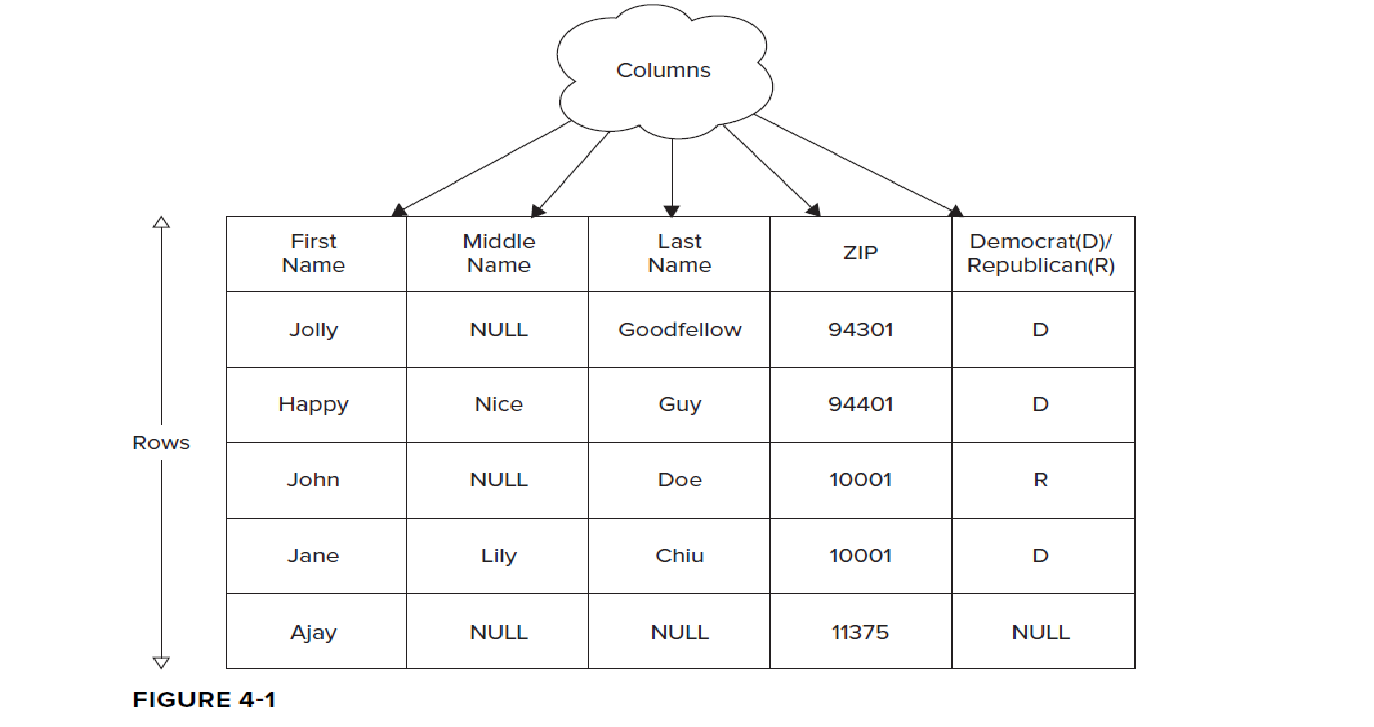 Columns
First
Name
Middle
Name
Last
Name
ZIP
Democrat(D)/
Republican(R)
Jolly
NULL
Goodfellow
94301
D
Happy
Nice
Guy
94401
D
Rows
John
NULL
Doe
10001
R
Jane
Lily
Chiu
10001
D
Ajay
NULL
NULL
11375
NULL
FIGURE 4-1